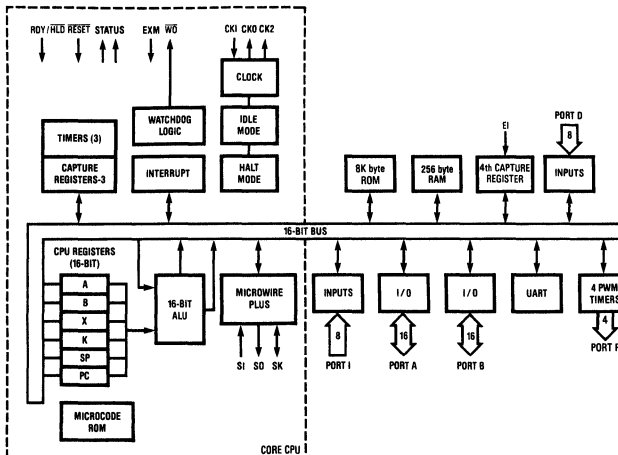 RDY/HLD RESET STATUS EXM WO CKI CKO CK2
CLOCK
TIMERS (3)
CAPTURE
REGISTERS-3
WATCHDOG
LOGIC
INTERRUPT
IDLE
MODE
HALT
MODE
8K byte
ROM
256 byte
RAM
EI
4th CAPTURE
REGISTER
PORT D
8
INPUTS
16-BIT BUS
CPU REGISTERS
(16-BIT)
A
B
X
K
SP
PC
16-BIT
ALU
MICROWIRE
PLUS
SI SO SK
INPUTS
8
PORT I
I/O
16
PORT A
I/O
16
PORT B
UART
4 PWM
TIMERS
4
PORT P
MICROCODE
ROM
CORE CPU